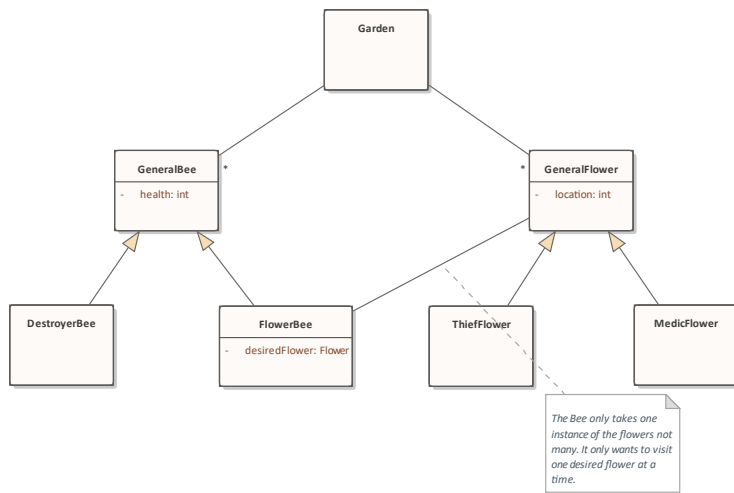 Garden
GeneralBee
- health: int
*
*
GeneralFlower
- location: int
DestroyerBee
FlowerBee
- desiredFlower: Flower
ThiefFlower
MedicFlower
The Bee only takes one
instance of the flowers not
many. It only wants to visit
one desired flower at a
time.